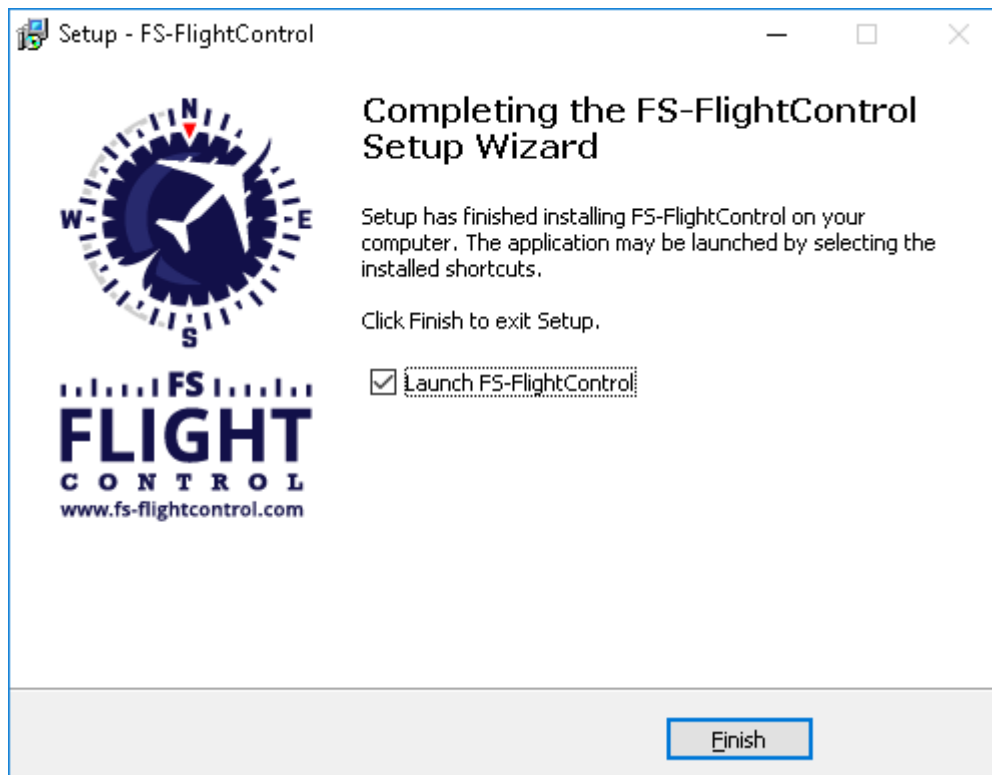 Setup - FS-FlightControl
N
W
E
S
FS
FLIGHT
CONTROL
www.fs-flightcontrol.com
Completing the FS-FlightControl
Setup Wizard
Setup has finished installing FS-FlightControl on your
computer. The application may be launched by selecting the
installed shortcuts.
Click Finish to exit Setup.
Launch FS-FlightControl
Finish